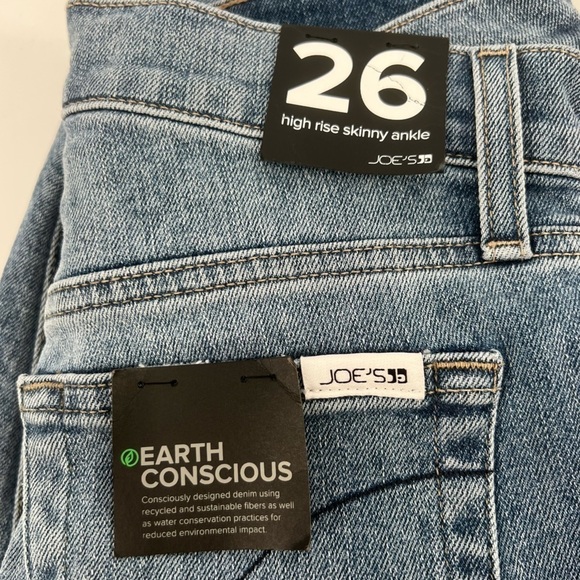 26
high rise skinny ankle
JOE'S
JOE'S
EARTH
CONSCIOUS
Consciously designed denim using
recycled and sustainable fibers as well
as water conservation practices for
reduced environmental impact.